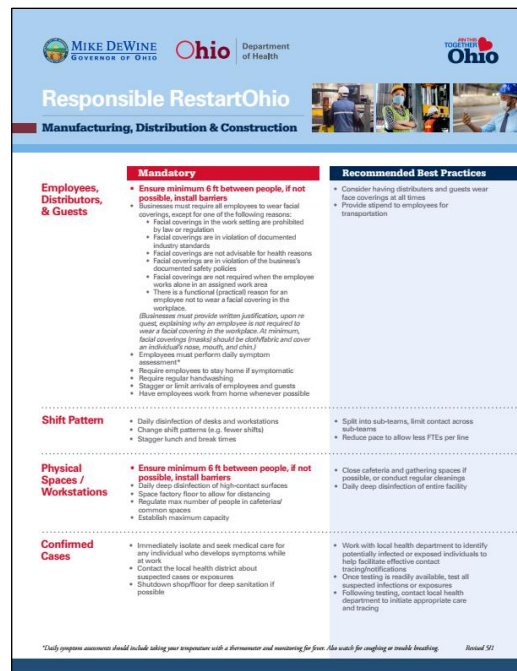 MIKE DEWINE
GOVERNOR OF OHIO
Ohio
Department
of Health
IN THIS
TOGETHER
Ohio
Responsible RestartOhio
Manufacturing, Distribution & Construction
Mandatory
Recommended Best Practices
Employees,
Distributors,
& Guests
• Ensure minimum 6 ft between people, if not
possible, install barriers
• Businesses must require all employees to wear facial
coverings, except for one of the following reasons:
• Facial coverings in the work setting are prohibited
by law or regulation
• Facial coverings are in violation of documented
industry standards
• Facial coverings are not advisable for health reasons
• Facial coverings are in violation of the business's
documented safety policies
• Facial coverings are not required when the employee
works alone in an assigned work area
• There is a functional (practical) reason for an
employee not to wear a facial covering in the
workplace.
(Businesses must provide written justification, upon re
quest, explaining why an employee is not required to
wear a facial covering in the workplace. At minimum,
facial coverings (masks) should be cloth/fabric and cover
an individual's nose, mouth, and chin.)
• Employees must perform daily symptom
assessment*
• Require employees to stay home if symptomatic
• Require regular handwashing
• Stagger or limit arrivals of employees and guests
• Have employees work from home whenever possible
• Consider having distributers and guests wear
face coverings at all times
• Provide stipend to employees for
transportation
Shift Pattern
• Daily disinfection of desks and workstations
• Change shift patterns (e.g. fewer shifts)
• Stagger lunch and break times
• Split into sub-teams, limit contact across
sub-teams
• Reduce pace to allow less FTEs per line
Physical
Spaces /
Workstations
• Ensure minimum 6 ft between people, if not
possible, install barriers
• Daily deep disinfection of high-contact surfaces
• Space factory floor to allow for distancing
• Regulate max number of people in cafeterias/
common spaces
• Establish maximum capacity
• Close cafeteria and gathering spaces if
possible, or conduct regular cleanings
• Daily deep disinfection of entire facility
Confirmed
Cases
• Immediately isolate and seek medical care for
any individual who develops symptoms while
at work
• Contact the local health district about
suspected cases or exposures
• Shutdown shop/floor for deep sanitation if
possible
• Work with local health department to identify
potentially infected or exposed individuals to
help facilitate effective contact
tracing/notifications
• Once testing is readily available, test all
suspected infections or exposures
• Following testing, contact local health
department to initiate appropriate care
and tracing
*Daily symptom assessments should include taking your temperature with a thermometer and monitoring for fever. Also watch for coughing or trouble breathing.
Revised 5/1